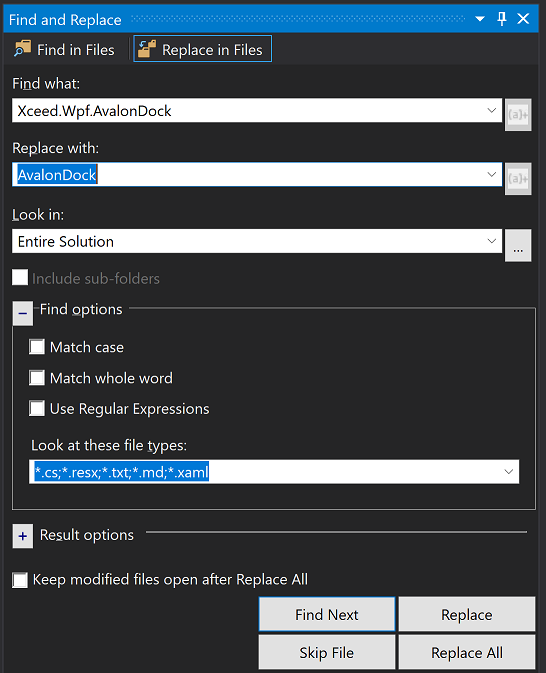 Find and Replace
Find in Files
Replace in Files
Find what:
Xceed.Wpf.AvalonDock
(a)+
Replace with:
AvalonDock
(a)+
Look in:
Entire Solution
...
Include sub-folders
Find options
Match case
Match whole word
Use Regular Expressions
Look at these file types:
*.cs;*.resx;*.txt;*.md;*.xaml
Result options
Keep modified files open after Replace All
Find Next
Replace
Skip File
Replace All